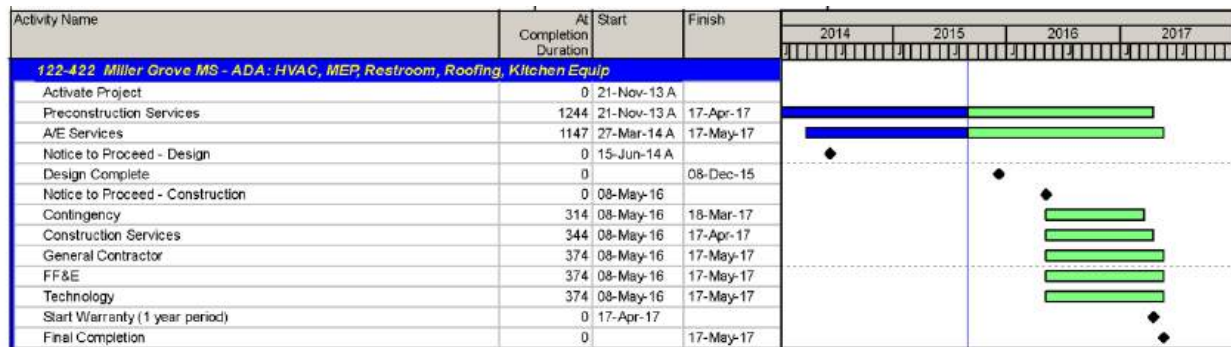 Activity Name At Completion Duration Start Finish
2014 2015 2016 2017
J J J J J J J
122-422 Miller Grove MS - ADA: HVAC, MEP, Restroom, Roofing, Kitchen Equip
Activate Project 0 21-Nov-13 A
Preconstruction Services 1244 21-Nov-13 A 17-Apr-17
A/E Services 1147 27-Mar-14 A 17-May-17
Notice to Proceed - Design 0 15-Jun-14 A
Design Complete 0 08-Dec-15
Notice to Proceed - Construction 0 08-May-16
Contingency 314 08-May-16 18-Mar-17
Construction Services 344 08-May-16 17-Apr-17
General Contractor 374 08-May-16 17-May-17
FF&E 374 08-May-16 17-May-17
Technology 374 08-May-16 17-May-17
Start Warranty (1 year period) 0 17-Apr-17
Final Completion 0 17-May-17